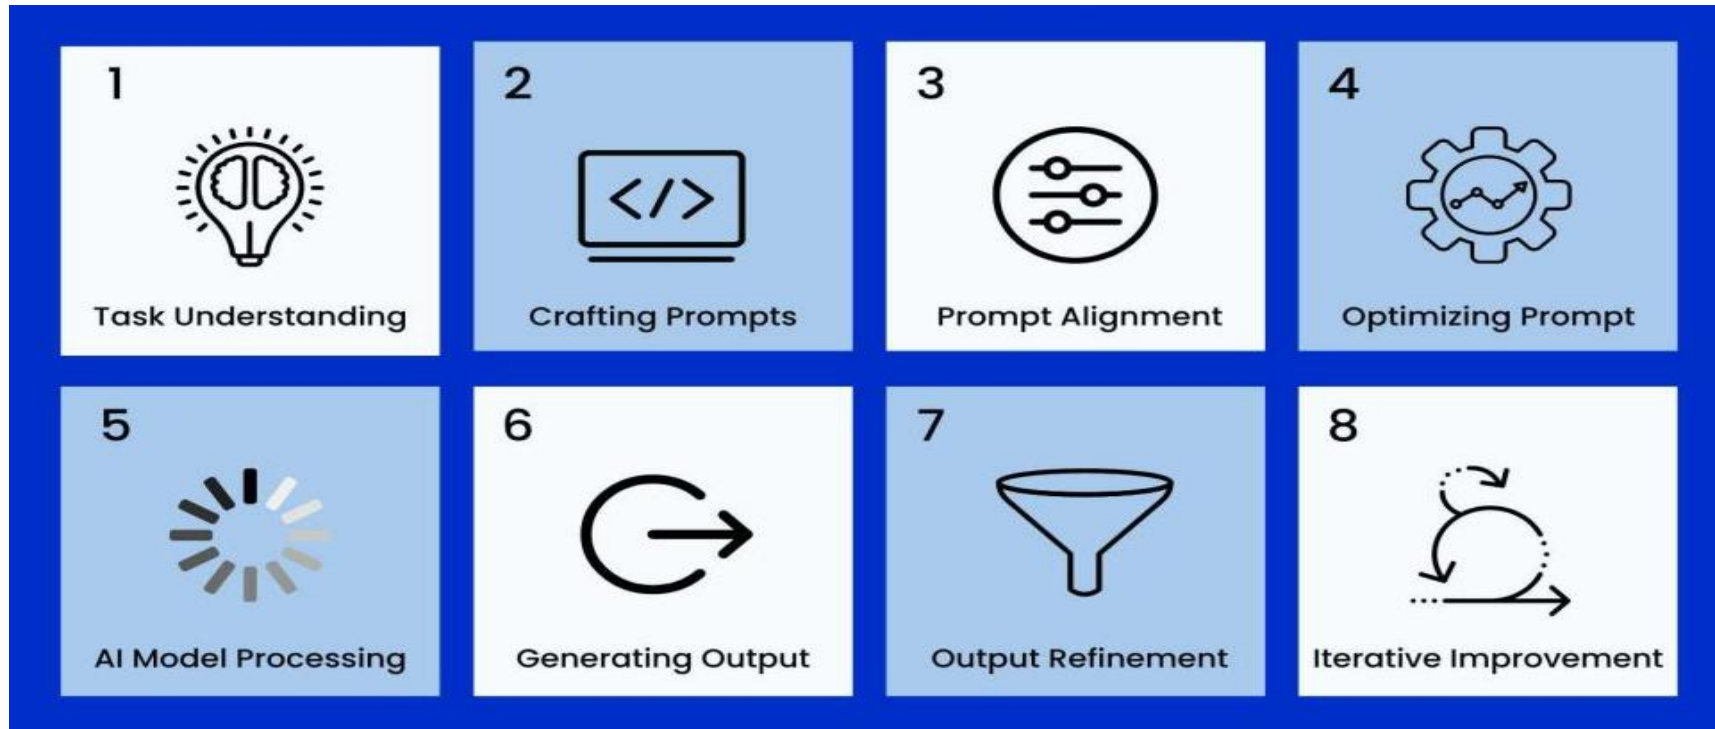 1
Task Understanding
2
</>
Crafting Prompts
3
Prompt Alignment
4
Optimizing Prompt
5
AI Model Processing
6
Generating Output
7
Output Refinement
8
Iterative Improvement